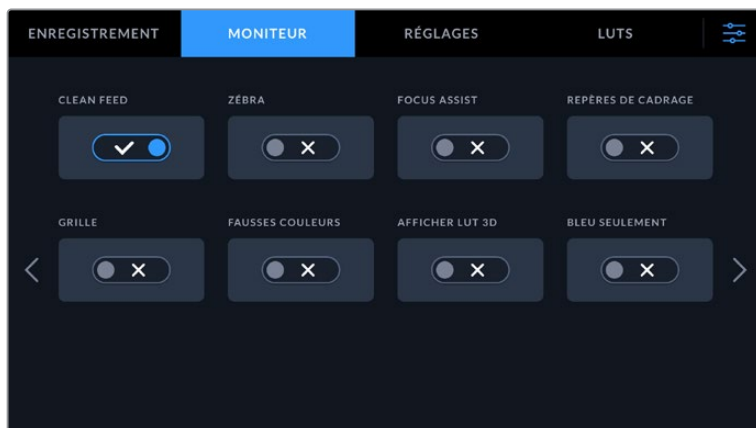 ENREGISTREMENT MONITEUR RÉGLAGES LUTS
CLEAN FEED ZÉBRA FOCUS ASSIST REPÈRES DE CADRAGE
GRILLE FAUSSES COULEURS AFFICHER LUT 3D BLEU SEULEMENT